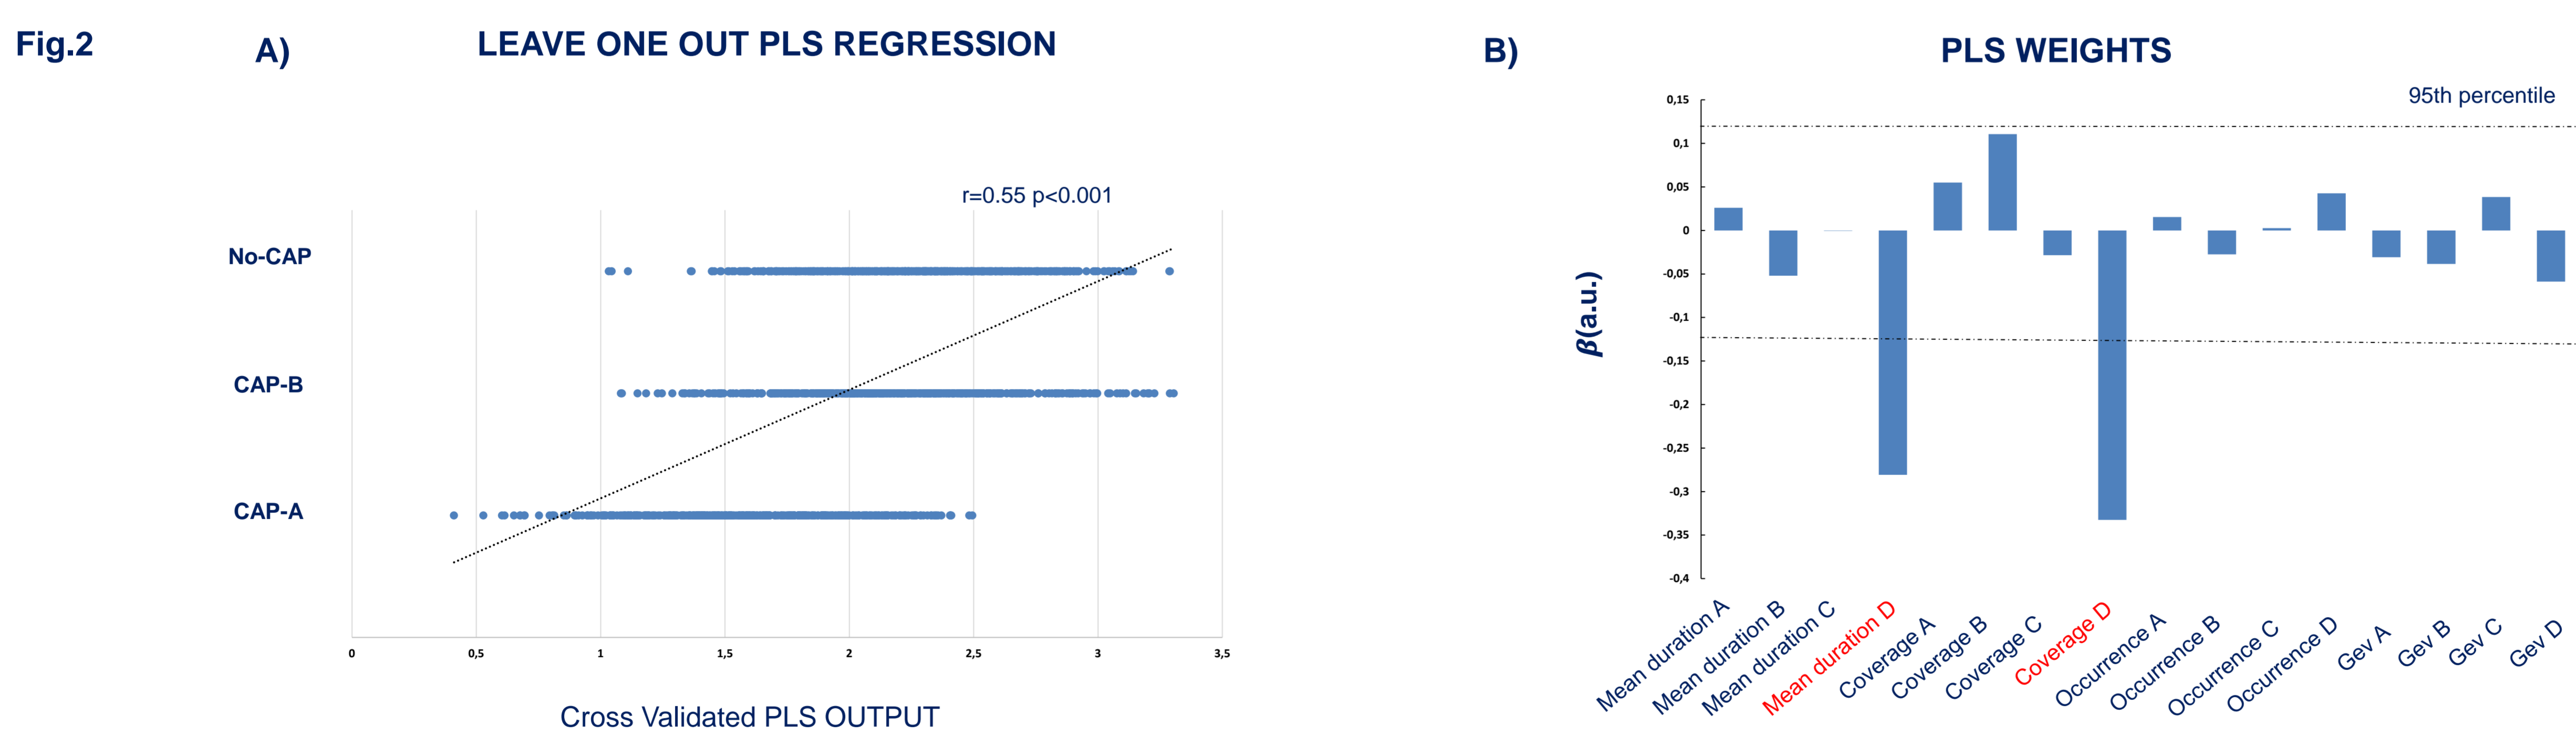 Fig.2
A)
LEAVE ONE OUT PLS REGRESSION
r=0.55 p<0.001
No-CAP
CAP-B
CAP-A
0 0,5 1 1,5 2 2,5 3 3,5
Cross Validated PLS OUTPUT
B)
PLS WEIGHTS
95th percentile
β(a.u.)
0,15
0,1
0,05
0
-0,05
-0,1
-0,15
-0,2
-0,25
-0,3
-0,35
-0,4
Mean duration A
Mean duration B
Mean duration C
Mean duration D
Coverage A
Coverage B
Coverage C
Coverage D
Occurrence A
Occurrence B
Occurrence C
Occurrence D
Gev A
Gev B
Gev C
Gev D